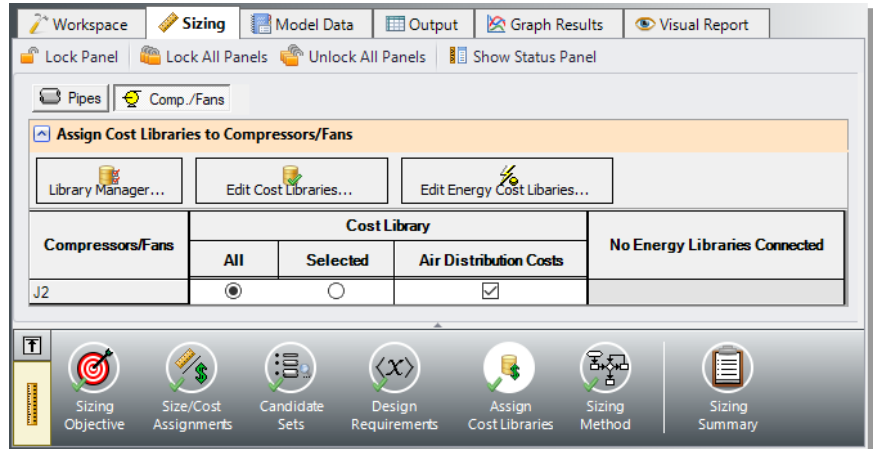 Workspace Sizing Model Data Output Graph Results Visual Report
Lock Panel Lock All Panels Unlock All Panels Show Status Panel
Pipes Comp./Fans
Assign Cost Libraries to Compressors/Fans
Library Manager... Edit Cost Libraries... Edit Energy Cost Libaries...
Compressors/Fans Cost Library No Energy Libraries Connected
All Selected Air Distribution Costs
J2
Sizing Size/Cost Candidate Design Assign Sizing Sizing
Objective Assignments Sets Requirements Cost Libraries Method Summary